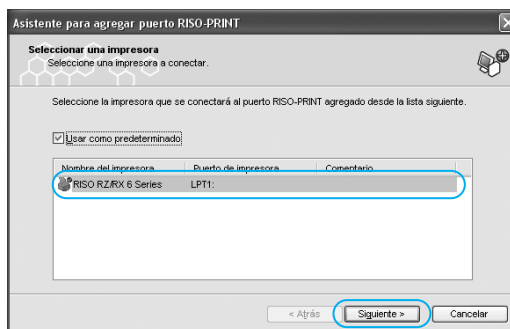 Asistente para agregar puerto RISO-PRINT
Seleccionar una impresora
Seleccione una impresora a conectar.
Seleccione la impresora que se conectará al puerto RISO-PRINT agregado desde la lista siguiente.
Usar como predeterminado
Nombre del impresora Puerto de impresora Comentario
RISO RZ/RX 6 Series LPT1:
< Atrás Siguiente > Cancelar